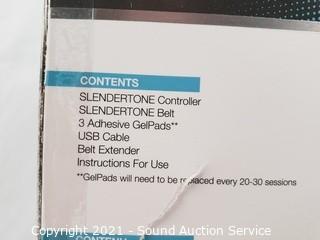 CONTENTS
SLENDERTONE Controller
SLENDERTONE Belt
3 Adhesive GelPads**
USB Cable
Belt Extender
Instructions For Use
**GelPads will need to be replaced every 20-30 sessions
CONTENU
Copyright 2021 - Sound Auction Service